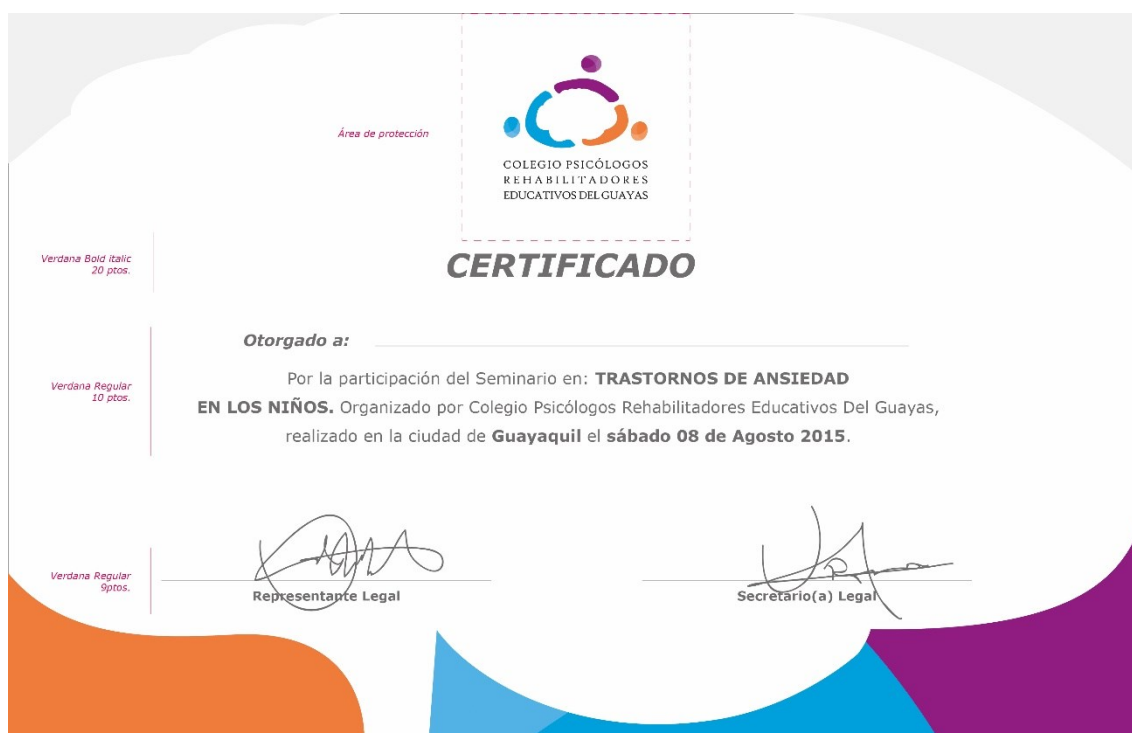 Área de protección
COLEGIO PSICÓLOGOS
REHABILITADORES
EDUCATIVOS DEL GUAYAS
Verdana Bold italic
20 ptos.
CERTIFICADO
Otorgado a:
Verdana Regular
10 ptos.
Por la participación del Seminario en: TRASTORNOS DE ANSIEDAD
EN LOS NIÑOS. Organizado por Colegio Psicólogos Rehabilitadores Educativos Del Guayas,
realizado en la ciudad de Guayaquil el sábado 08 de Agosto 2015.
Verdana Regular
9ptos.
Representante Legal
Secretario(a) Legal